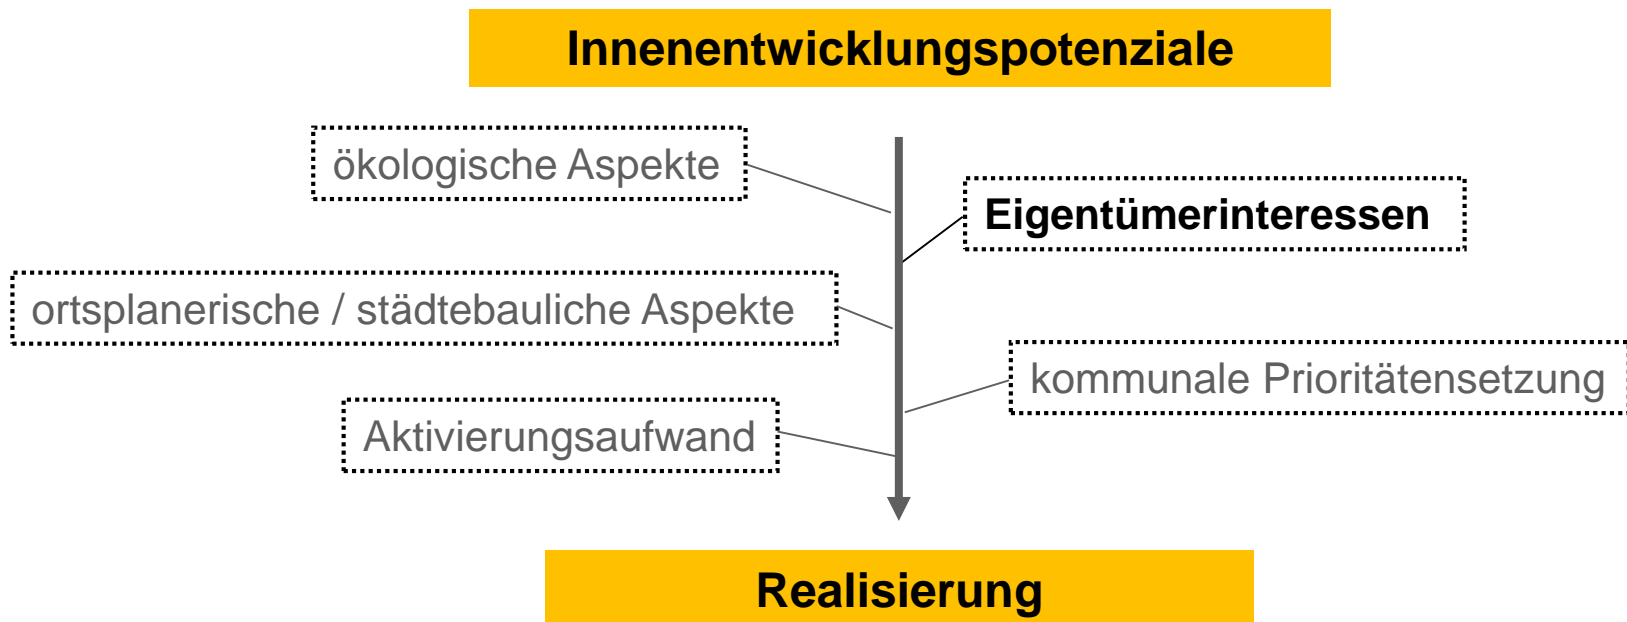 Innenentwicklungspotenziale
ökologische Aspekte
Eigentümerinteressen
ortsplanerische / städtebauliche Aspekte
kommunale Prioritätensetzung
Aktivierungsaufwand
Realisierung